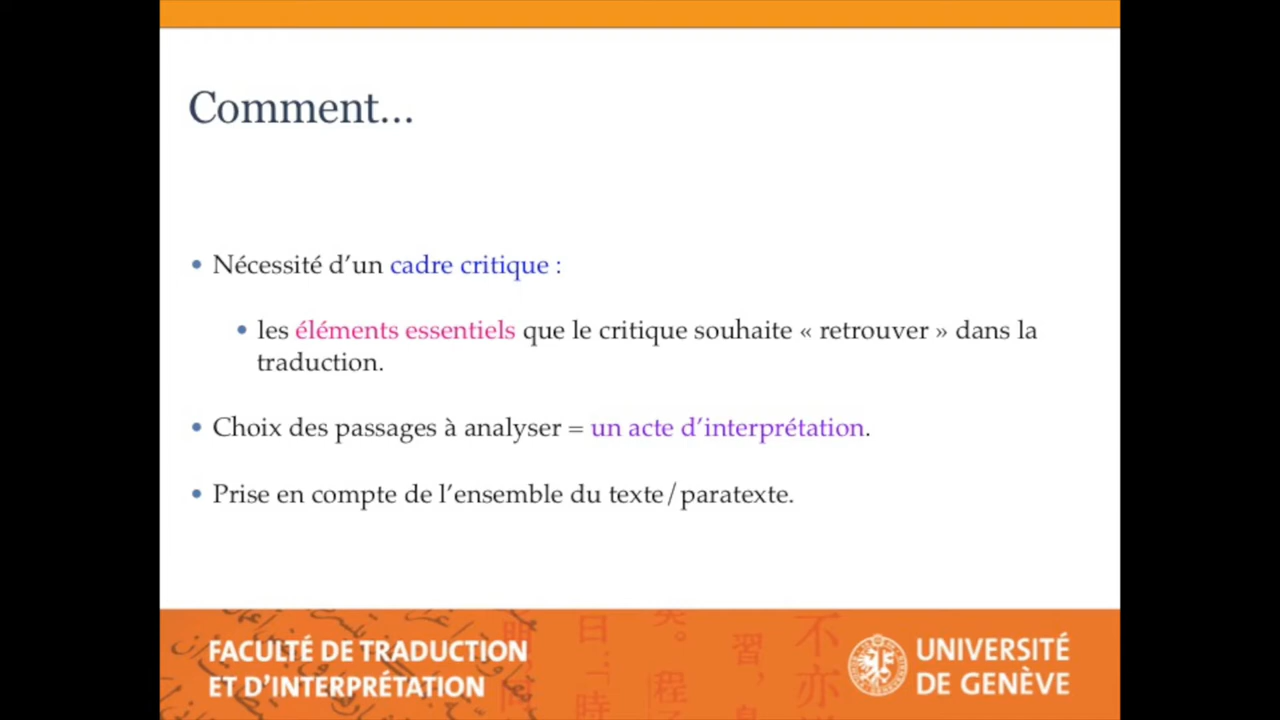 Comment...
• Nécessité d’un cadre critique :
• les éléments essentiels que le critique souhaite « retrouver » dans la
traduction.
• Choix des passages à analyser = un acte d’interprétation.
• Prise en compte de l’ensemble du texte/paratexte.
FACULTÉ DE TRADUCTION
ET D’INTERPRÉTATION
UNIVERSITÉ
DE GENÈVE